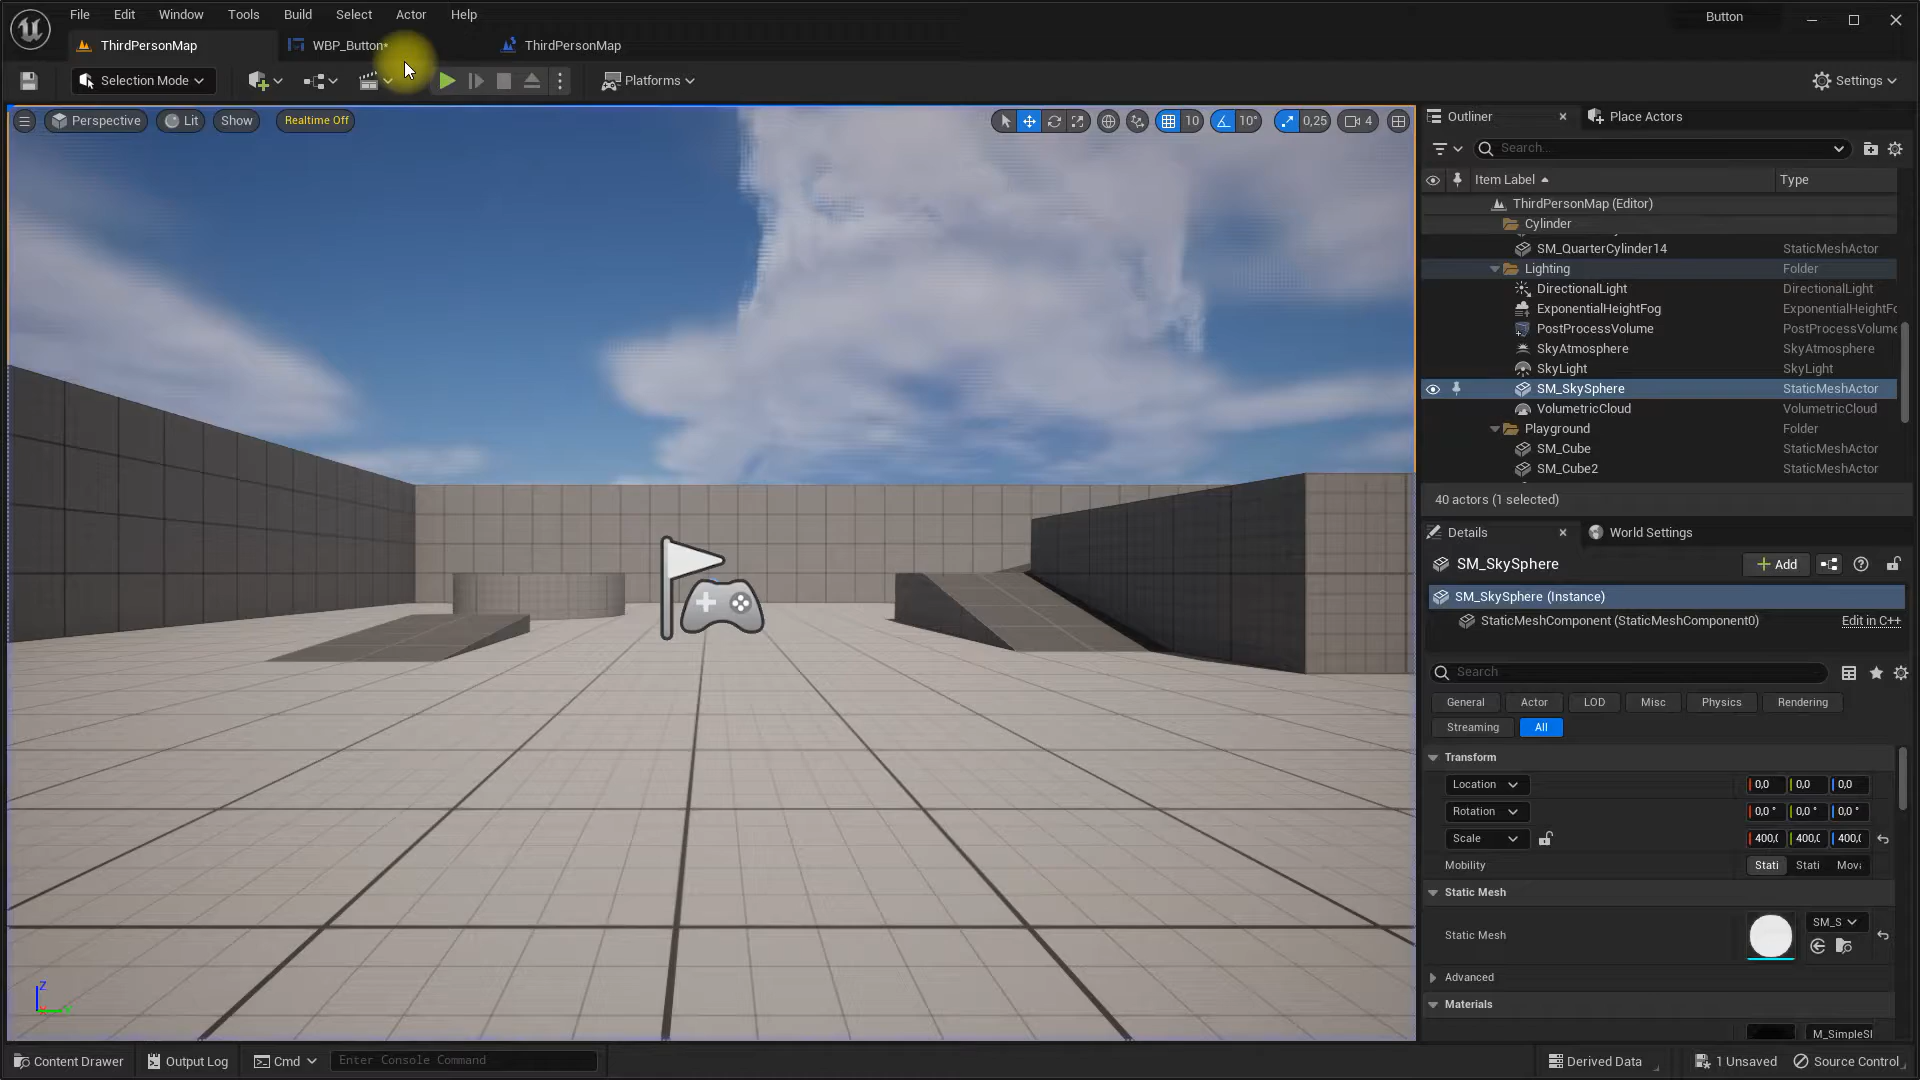 File Edit Window Tools Build Select Actor Help Button
ThirdPersonMap WBP_Button* ThirdPersonMap
Selection Mode Platforms Settings
Perspective Lit Show Realtime Off 10 10° 0,25 4
Outliner Place Actors
Search...
Item Label Type
ThirdPersonMap (Editor)
Cylinder
SM_QuarterCylinder14 StaticMeshActor
Lighting Folder
DirectionalLight DirectionalLight
ExponentialHeightFog ExponentialHeightFo
PostProcessVolume PostProcessVolume
SkyAtmosphere SkyAtmosphere
SkyLight SkyLight
SM_SkySphere StaticMeshActor
VolumetricCloud VolumetricCloud
Playground Folder
SM_Cube StaticMeshActor
SM_Cube2 StaticMeshActor
40 actors (1 selected)
Details World Settings
SM_SkySphere Add
SM_SkySphere (Instance)
StaticMeshComponent (StaticMeshComponent0) Edit in C++
Search
General Actor LOD Misc Physics Rendering
Streaming All
Transform
Location 0,0 0,0 0,0
Rotation 0,0 ° 0,0 ° 0,0 °
Scale 400,( 400,( 400,(
Mobility Stati Stati Mov
Static Mesh
SM_S
Static Mesh
Advanced
Materials
M_SimpleSl
Z
Content Drawer Output Log Cmd Enter Console Command Derived Data 1 Unsaved Source Control